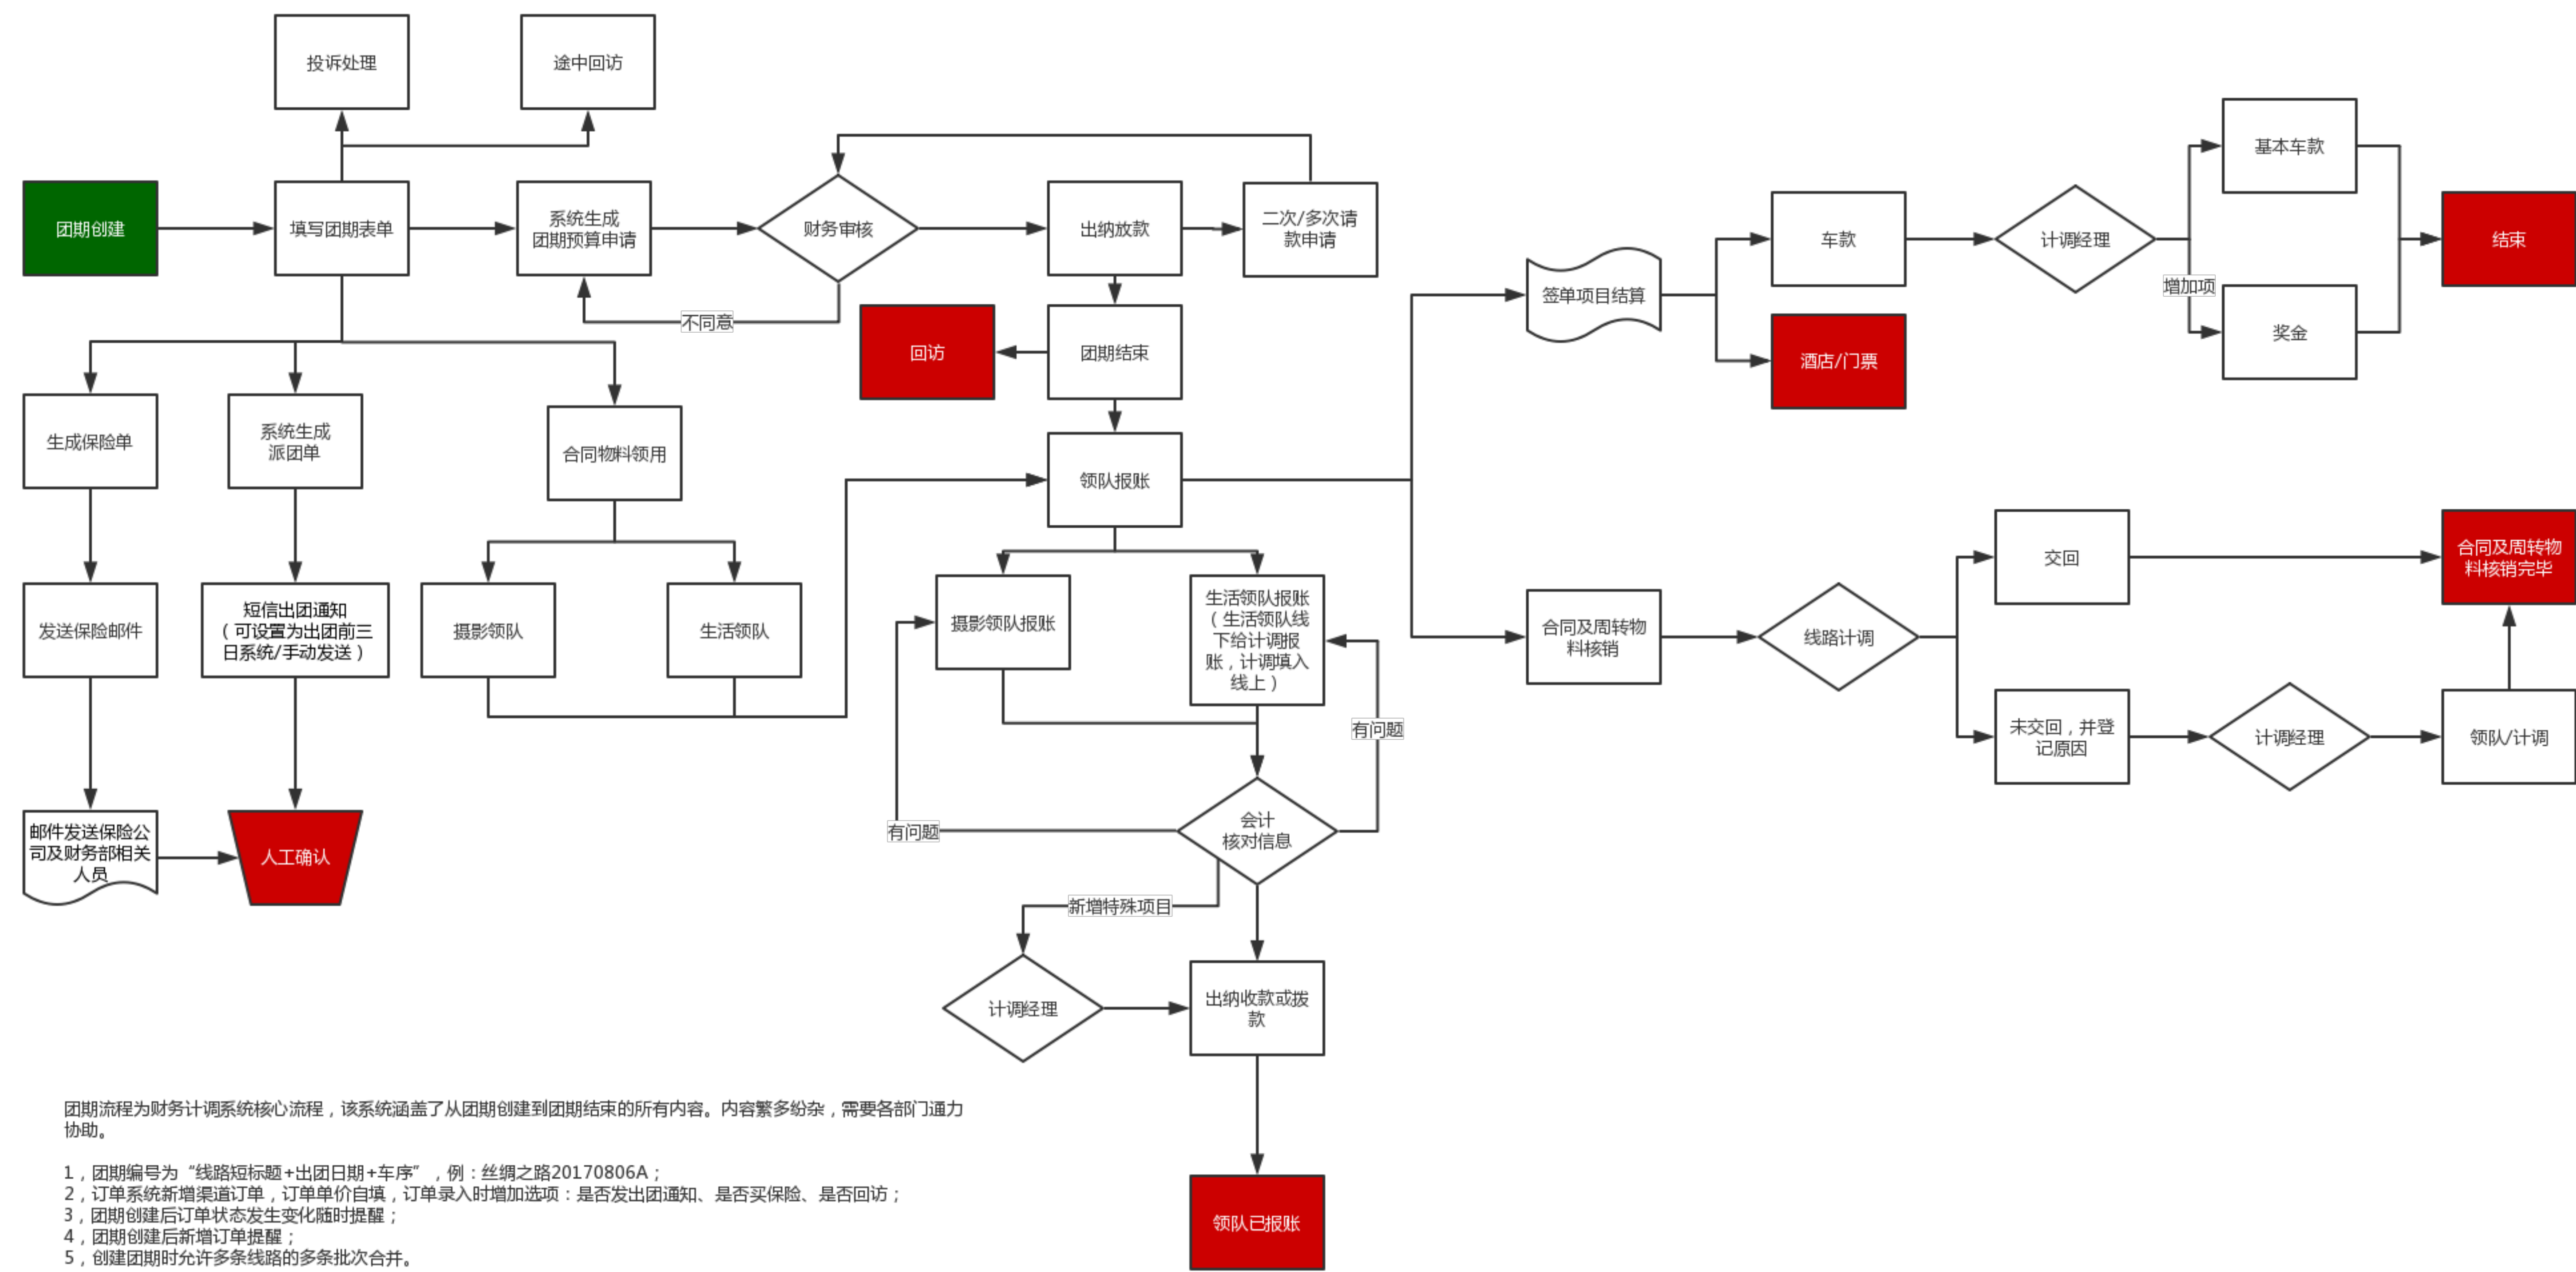 投诉处理
途中回访
团期创建
填写团期表单
系统生成
团期预算申请
财务审核
出纳放款
二次/多次请
款申请
不同意
回访
团期结束
签单项目结算
车款
酒店/门票
计调经理
增加项
基本车款
奖金
结束
生成保险单
系统生成
派团单
合同物料领用
领队报账
发送保险邮件
短信出团通知
（可设置为出团前三
日系统/手动发送）
摄影领队
生活领队
摄影领队报账
生活领队报账
（生活领队线
下给计调报
账，计调填入
线上）
有问题
有问题
合同及周转物
料核销
线路计调
交回
合同及周转物
料核销完毕
未交回，并登
记原因
计调经理
领队/计调
邮件发送保险公
司及财务部相关
人员
人工确认
会计
核对信息
新增特殊项目
计调经理
出纳收款或拨
款
领队已报账
团期流程为财务计调系统核心流程，该系统涵盖了从团期创建到团期结束的所有内容。内容繁多纷杂，需要各部门通力
协助。
1，团期编号为“线路短标题+出团日期+车序”，例：丝绸之路20170806A；
2，订单系统新增渠道订单，订单单价自填，订单录入时增加选项：是否发出团通知、是否买保险、是否回访；
3，团期创建后订单状态发生变化随时提醒；
4，团期创建后新增订单提醒；
5，创建团期时允许多条线路的多条批次合并。